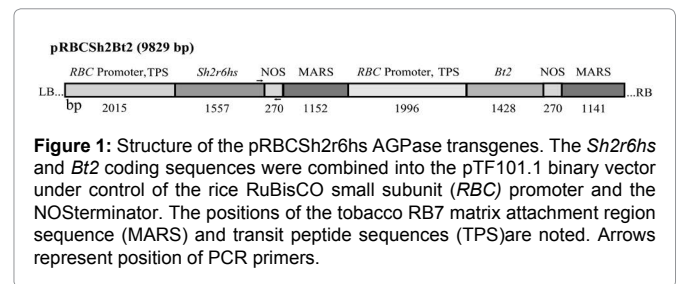 pRBCSh2Bt2 (9829 bp)
RBC Promoter,TPS Sh2r6hs NOS MARS RBC Promoter, TPS Bt2 NOS MARS
LB... ...RB
bp 2015 1557 270 1152 1996 1428 270 1141
Figure 1: Structure of the pRBCSh2r6hs AGPase transgenes. The Sh2r6hs
and Bt2 coding sequences were combined into the pTF101.1 binary vector
under control of the rice RuBisCO small subunit (RBC) promoter and the
NOSterminator. The positions of the tobacco RB7 matrix attachment region
sequence (MARS) and transit peptide sequences (TPS)are noted. Arrows
represent position of PCR primers.